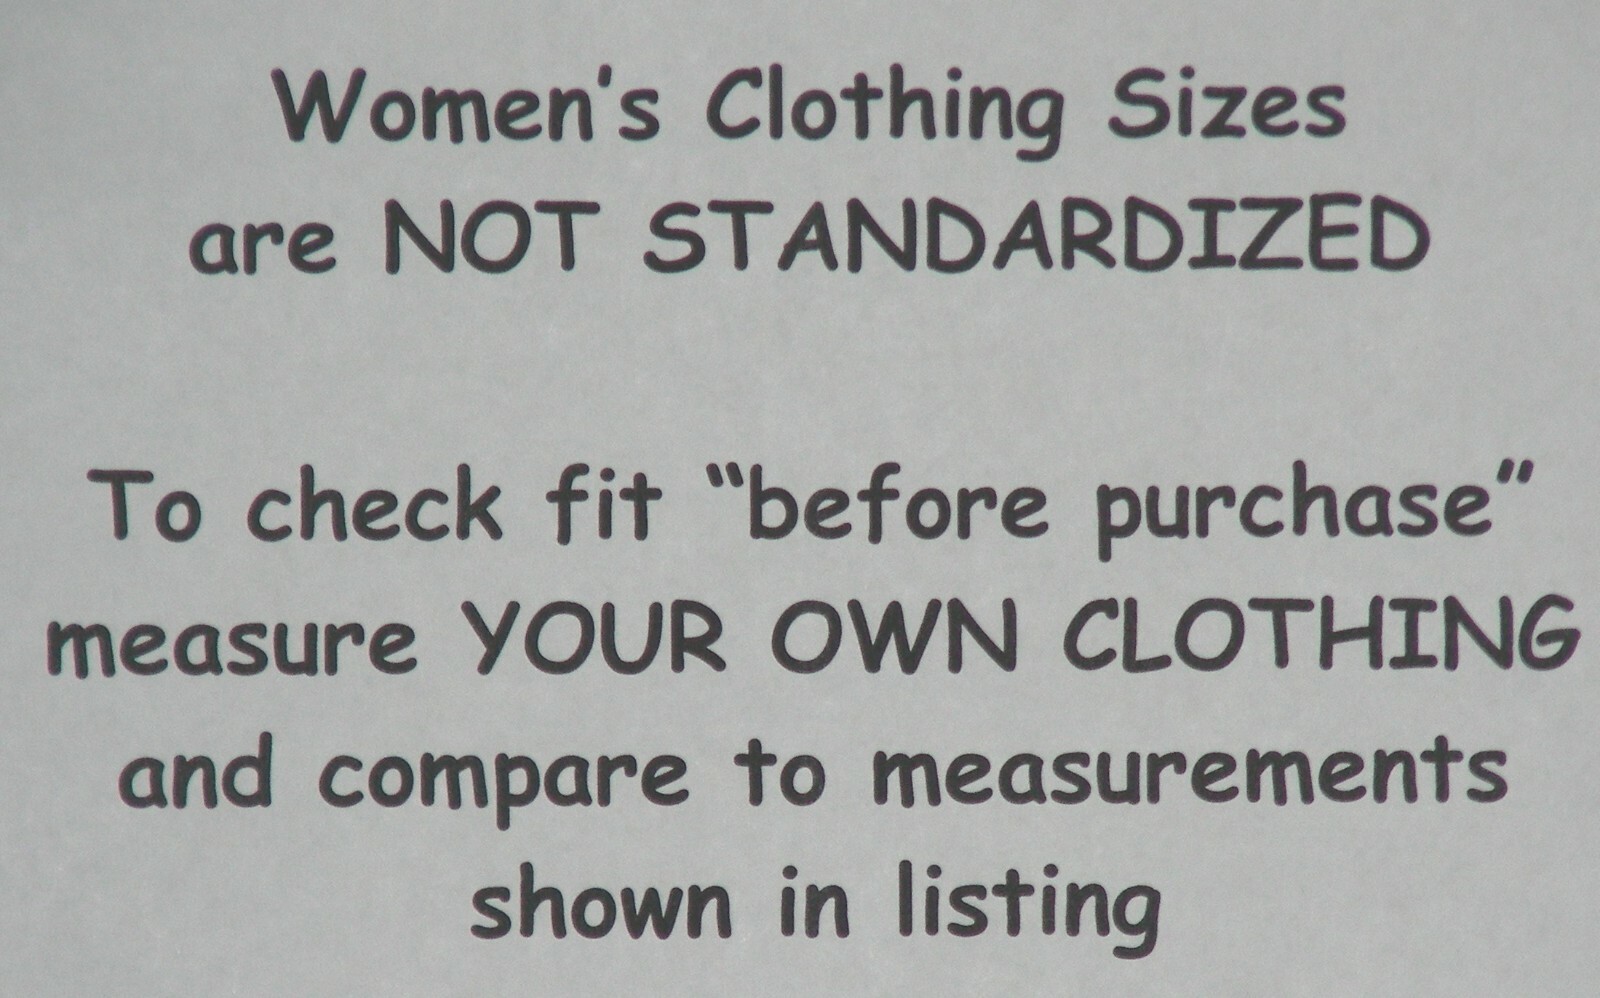 Women's Clothing Sizes
are NOT STANDARDIZED
To check fit “before purchase”
measure YOUR OWN CLOTHING
and compare to measurements
shown in listing